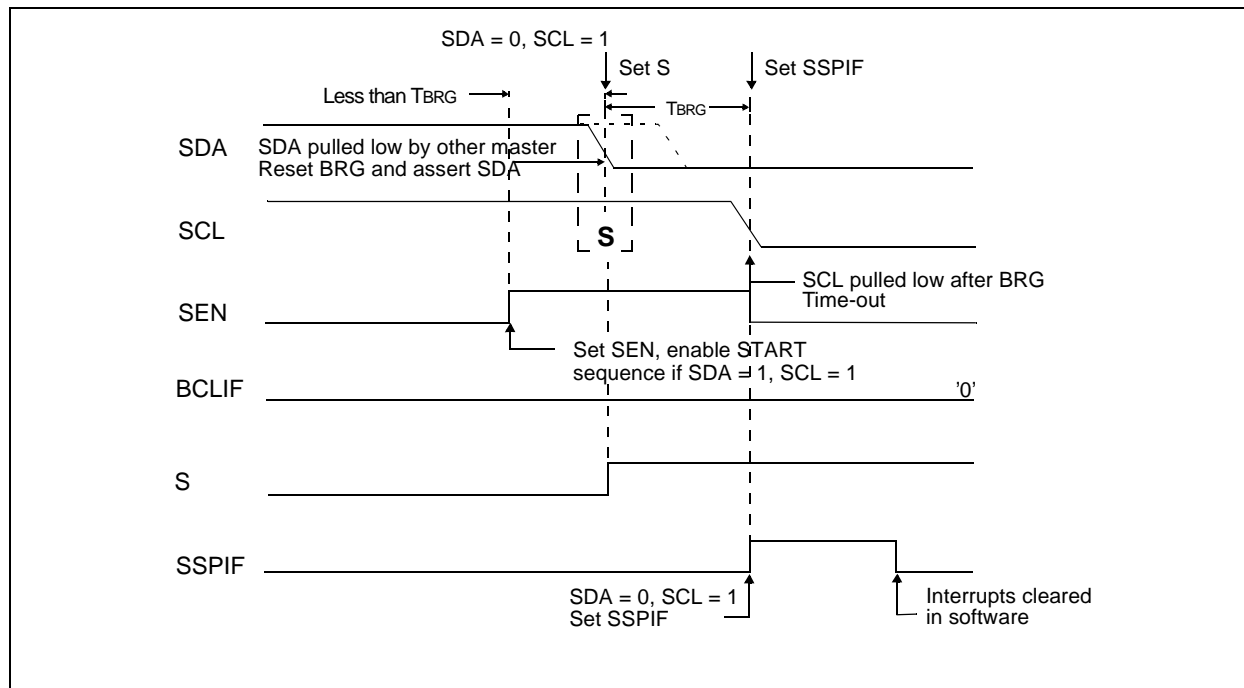 SDA = 0, SCL = 1
Set S
Set SSPIF
Less than TBRG
TBRG
SDA
SDA pulled low by other master
Reset BRG and assert SDA
SCL
S
SCL pulled low after BRG
Time-out
SEN
Set SEN, enable START
sequence if SDA = 1, SCL = 1
BCLIF
'0'
S
SSPIF
SDA = 0, SCL = 1
Set SSPIF
Interrupts cleared
in software